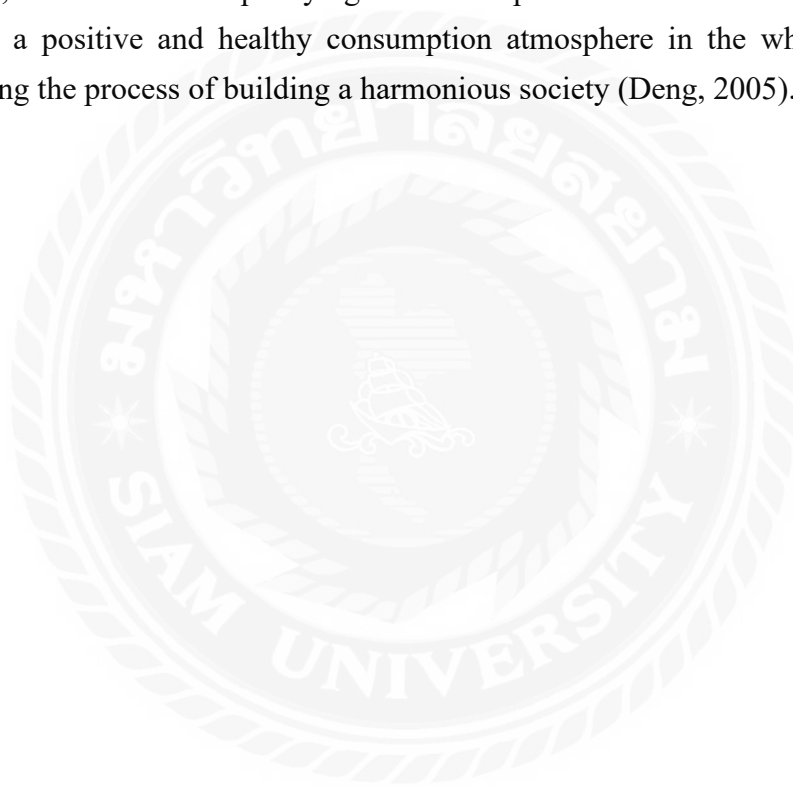 a positive and healthy consumption atmosphere in the wh
ng the process of building a harmonious society (Deng, 2005).
มหาวิทยาลัยสยาม
SIAM UNIVERSITY